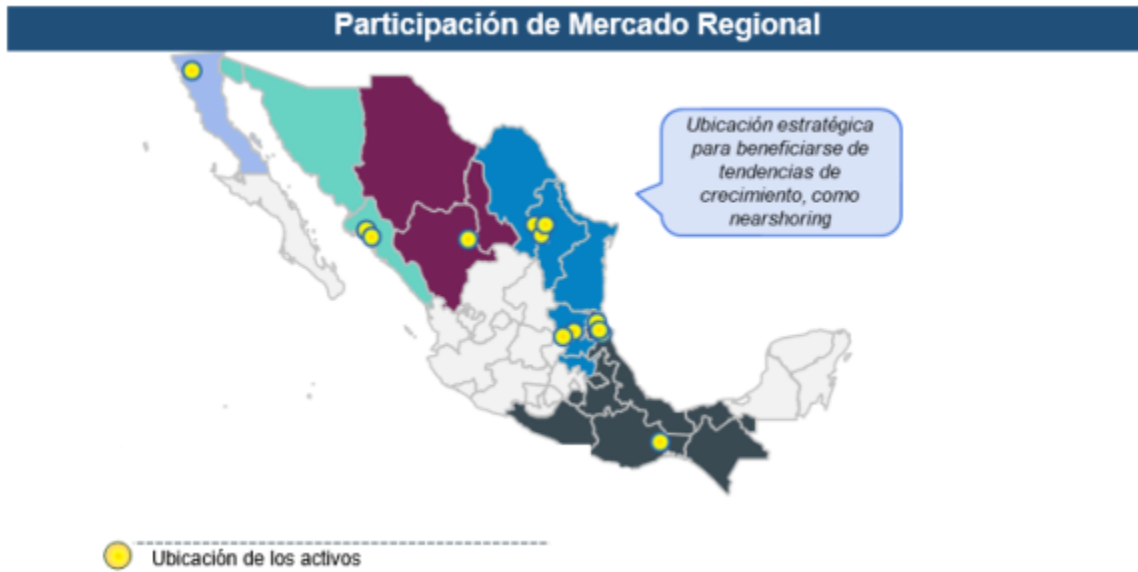 Participación de Mercado Regional
Ubicación estratégica
para beneficiarse de
tendencias de
crecimiento, como
nearshoring
Ubicación de los activos